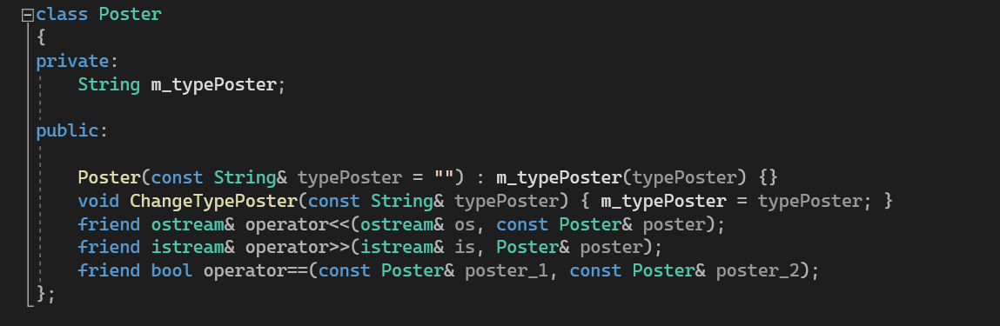 class Poster
{
private:
    String m_typePoster;
public:
    Poster(const String& typePoster = "") : m_typePoster(typePoster) {}
    void ChangeTypePoster(const String& typePoster) { m_typePoster = typePoster; }
    friend ostream& operator<<(ostream& os, const Poster& poster);
    friend istream& operator>>(istream& is, Poster& poster);
    friend bool operator==(const Poster& poster_1, const Poster& poster_2);
};